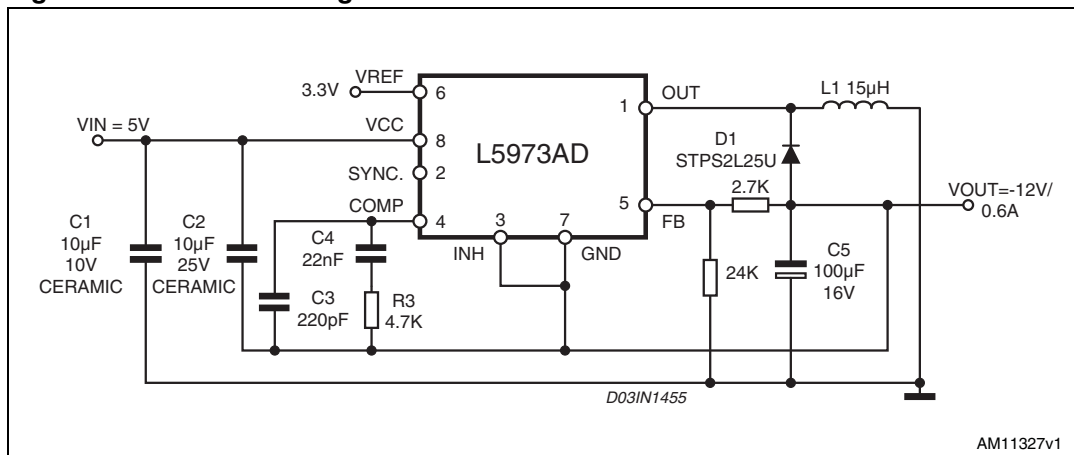 VREF
3.3V
6
VIN = 5V
VCC
8
L5973AD
SYNC.
2
COMP
4
1
OUT
L1 15µH
D1
STPS2L25U
2.7K
5
FB
VOUT=-12V/
0.6A
3
INH
7
GND
C1
10µF
10V
CERAMIC
C2
10µF
25V
CERAMIC
C4
22nF
C3
220pF
R3
4.7K
24K
C5
100µF
16V
D03IN1455
AM11327v1